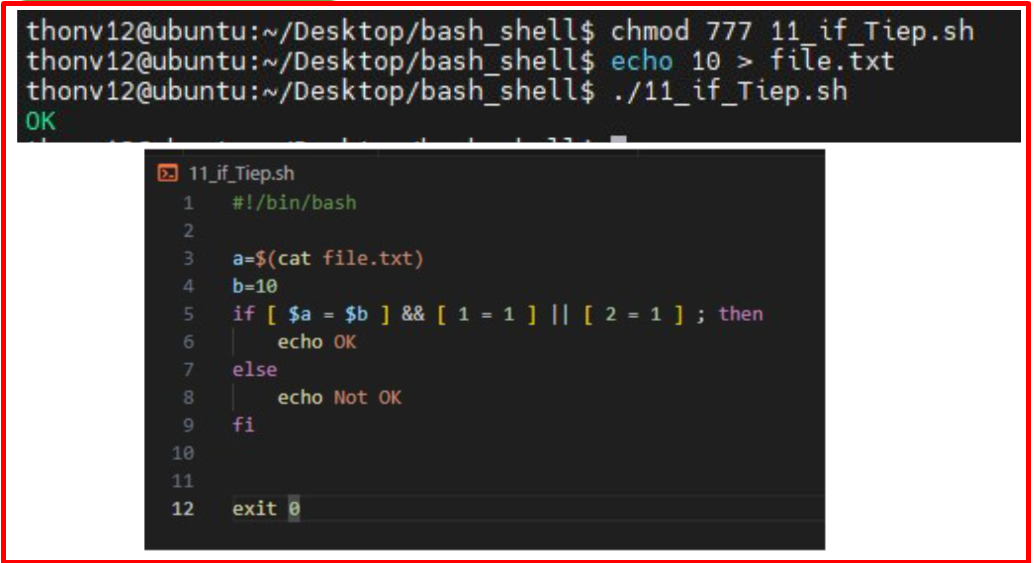 thonv12@ubuntu:~/Desktop/bash_shell$ chmod 777 11_if_Tiep.sh
thonv12@ubuntu:~/Desktop/bash_shell$ echo 10 > file.txt
thonv12@ubuntu:~/Desktop/bash_shell$ ./11_if_Tiep.sh
OK
11_if_Tiep.sh
1 #!/bin/bash
2
3 a=$(cat file.txt)
4 b=10
5 if [ $a = $b ] && [ 1 = 1 ] || [ 2 = 1 ] ; then
6 echo OK
7 else
8 echo Not OK
9 fi
10
11
12 exit 0